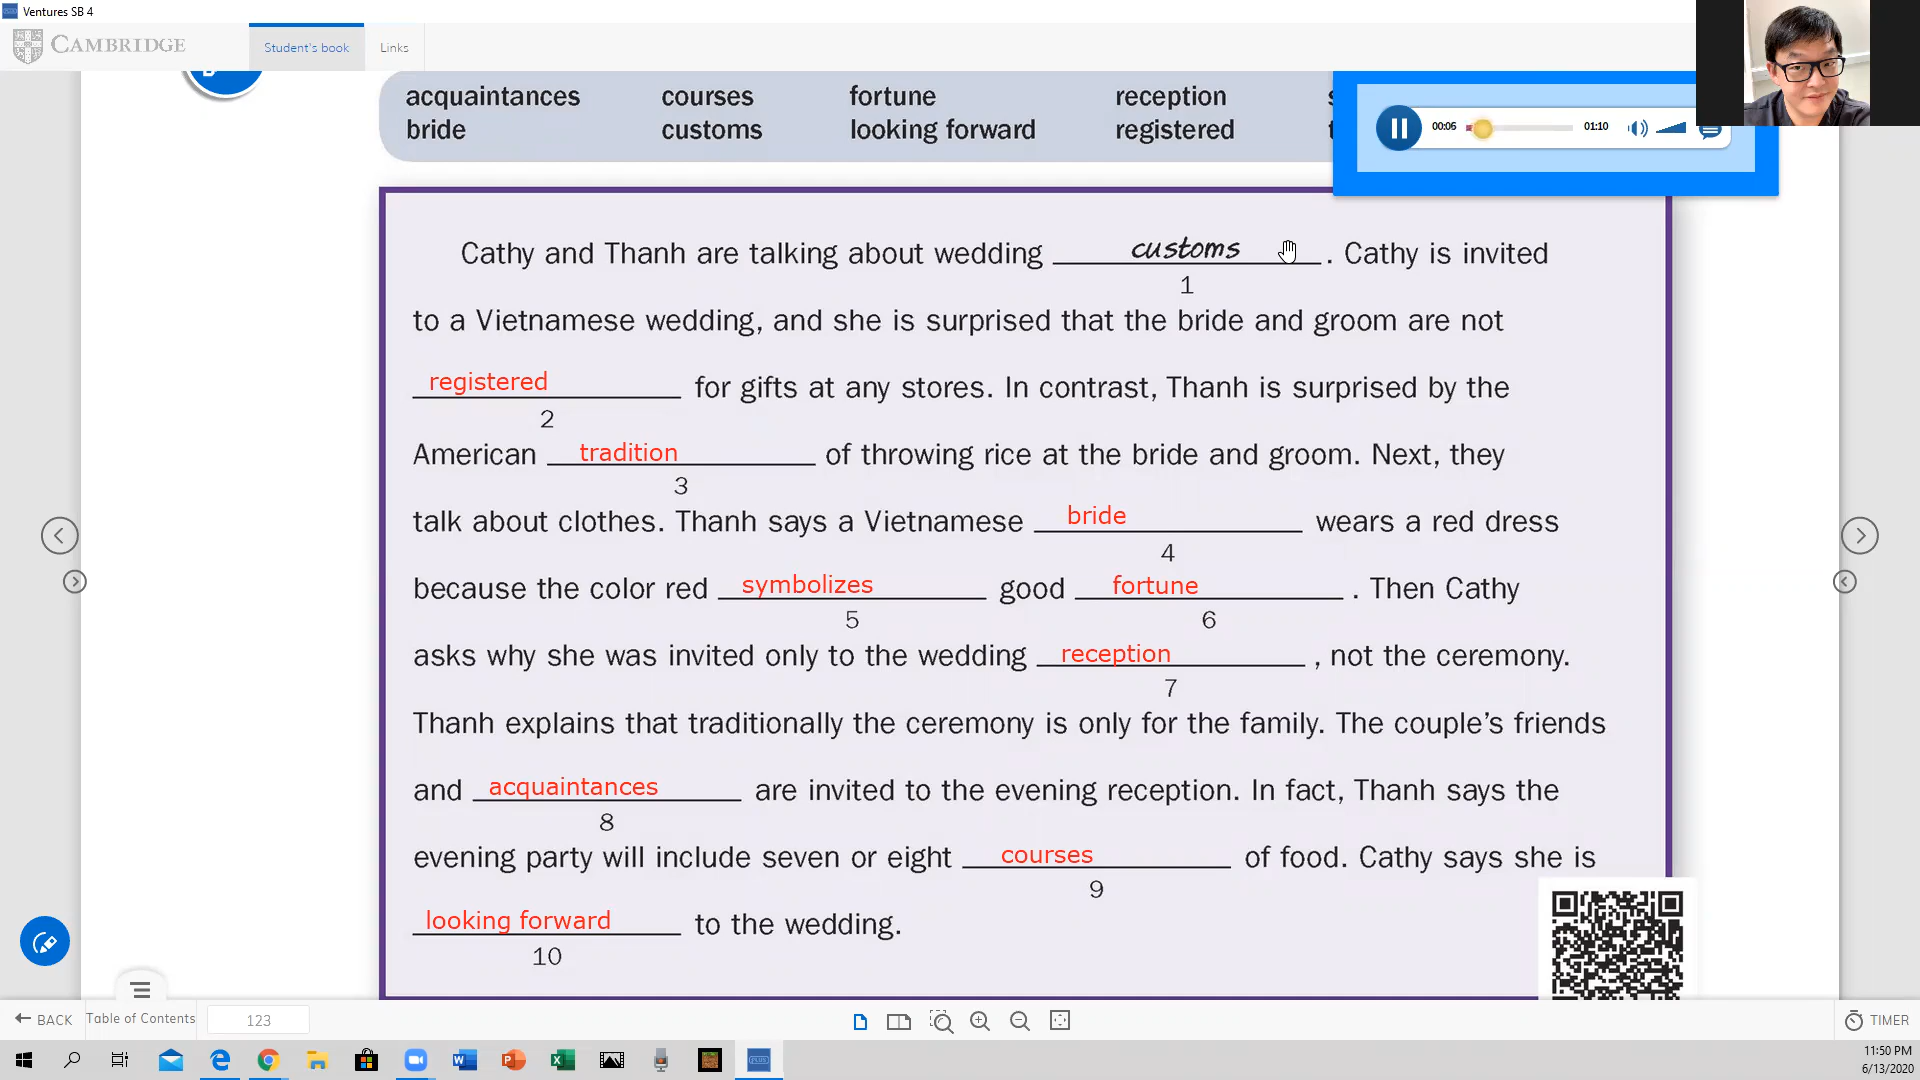 Ventures SB 4
CAMBRIDGE Student's book Links
acquaintances courses fortune reception
bride customs looking forward registered
00:06 01:10
Cathy and Thanh are talking about wedding customs . Cathy is invited
1
to a Vietnamese wedding, and she is surprised that the bride and groom are not
registered for gifts at any stores. In contrast, Thanh is surprised by the
2
American tradition of throwing rice at the bride and groom. Next, they
3
talk about clothes. Thanh says a Vietnamese bride wears a red dress
4
because the color red symbolizes good fortune . Then Cathy
5 6
asks why she was invited only to the wedding reception , not the ceremony.
7
Thanh explains that traditionally the ceremony is only for the family. The couple's friends
and acquaintances are invited to the evening reception. In fact, Thanh says the
8
evening party will include seven or eight courses of food. Cathy says she is
9
looking forward to the wedding.
10
BACK Table of Contents 123 TIMER
11:50 PM
6/13/2020